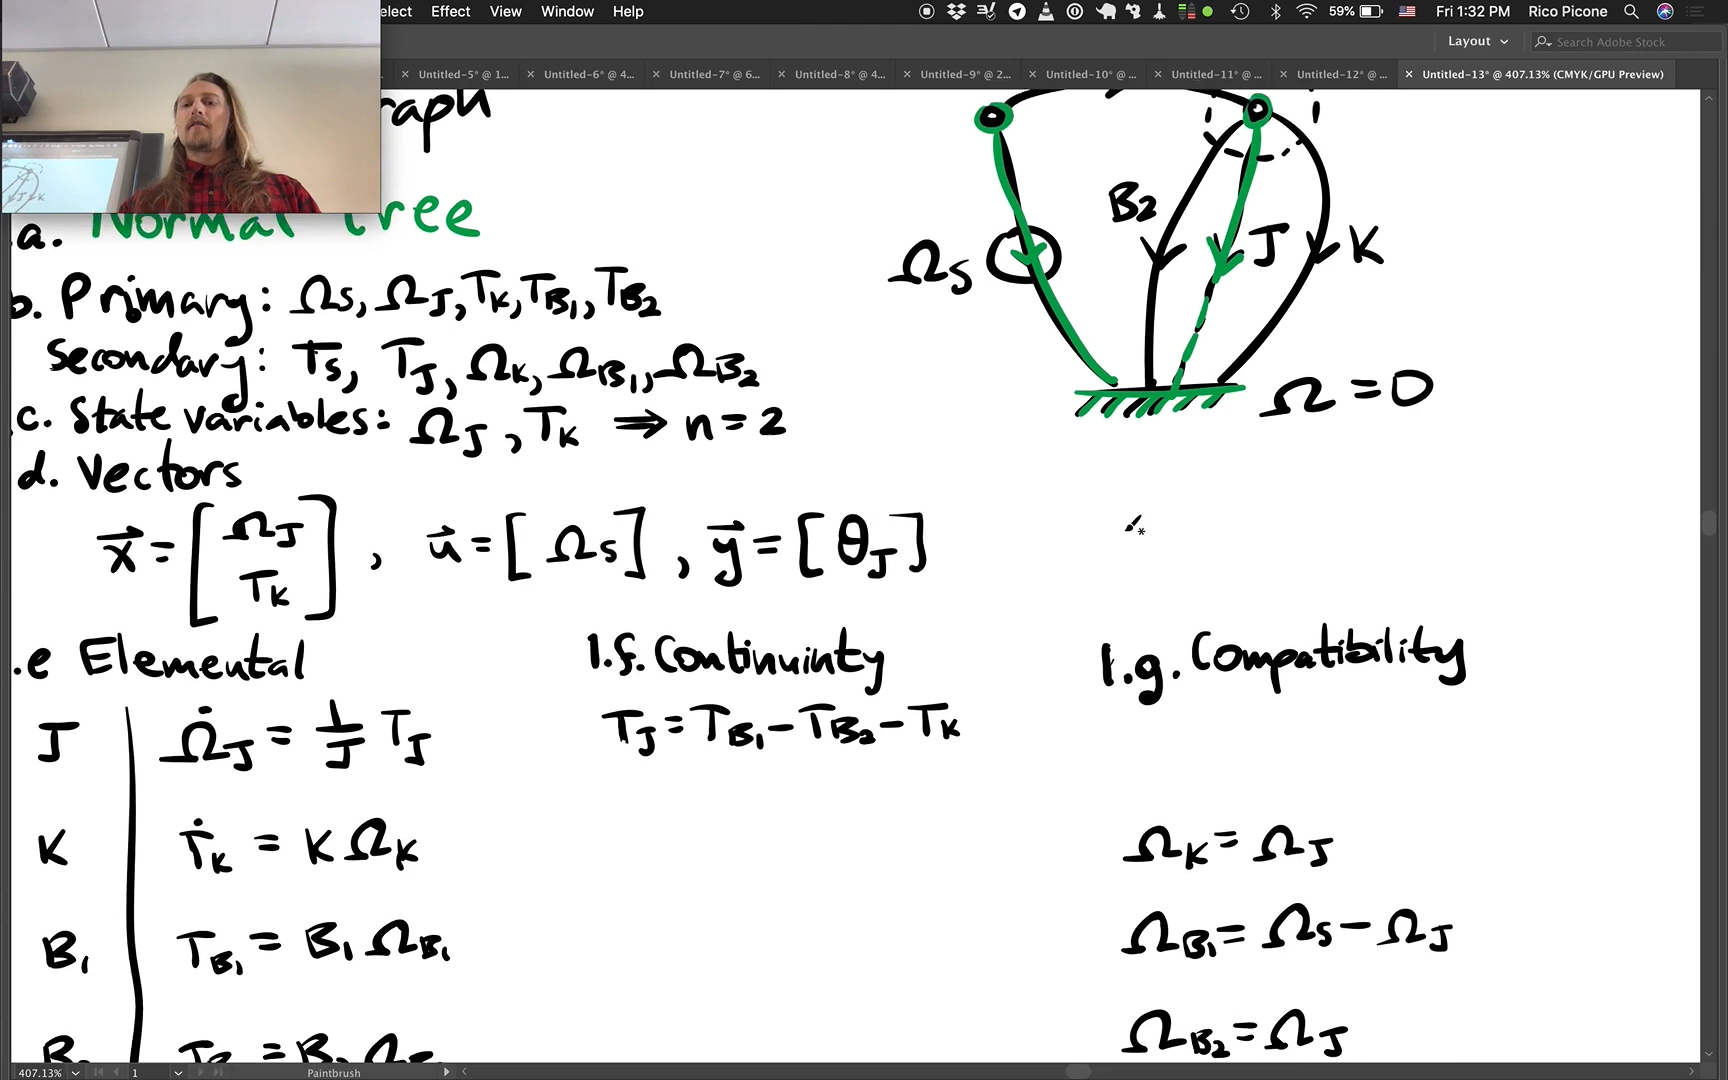 elect Effect View Window Help 59% Fri 1:32 PM Rico Picone
Layout Search Adobe Stock
Untitled-5* @ 1... Untitled-6* @ 4... Untitled-7* @ 6... Untitled-8* @ 4... Untitled-9* @ 2... Untitled-10* @ ... Untitled-11* @ ... Untitled-12* @ ... Untitled-13* @ 407.13% (CMYK/GPU Preview)
raph
.a. Normal Tree
b. Primary: Ωs, ΩJ, TK, TB₁, TB₂
Secondary: Ts, TJ, ΩK, ΩB₁, ΩB₂
.c. State variables: ΩJ, TK ⇒ n=2
d. Vectors
x⃗ = [ΩJ TK], u⃗ = [Ωs], y⃗ = [θJ]
Ωs B₂ J K
Ω = 0
.e Elemental
J Ω̇J = 1/J TJ
K ṪK = K ΩK
B₁ TB₁ = B₁ ΩB₁
1.f. Continuinty
TJ = TB₁ - TB₂ - TK
1.g. Compatibility
ΩK = ΩJ
ΩB₁ = Ωs - ΩJ
ΩB₂ = ΩJ
407.13% 1 Paintbrush